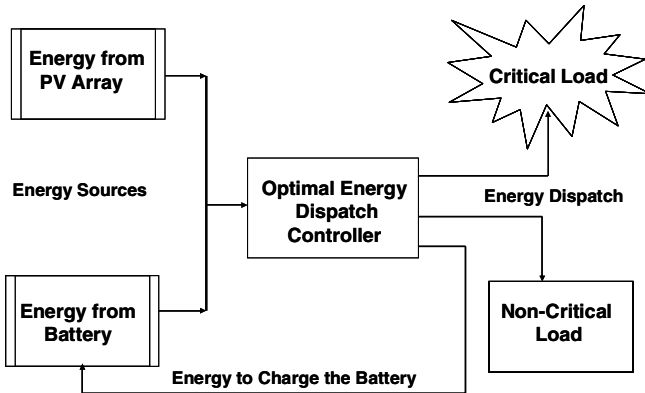 Energy from
PV Array
Critical Load
Energy Sources
Optimal Energy
Dispatch
Controller
Energy Dispatch
Energy from
Battery
Non-Critical
Load
Energy to Charge the Battery